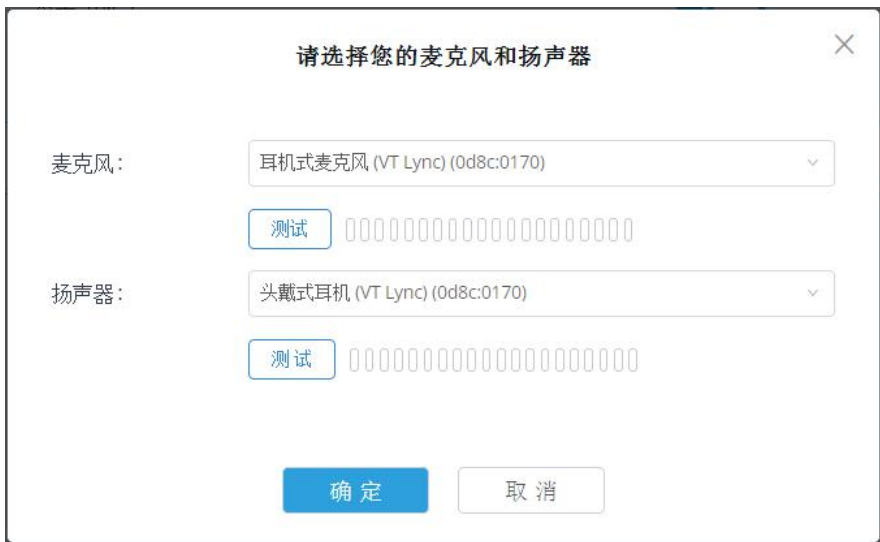 请选择您的麦克风和扬声器
麦克风：
耳机式麦克风 (VT Lync) (0d8c:0170)
测试
扬声器：
头戴式耳机 (VT Lync) (0d8c:0170)
测 试
确 定
取 消